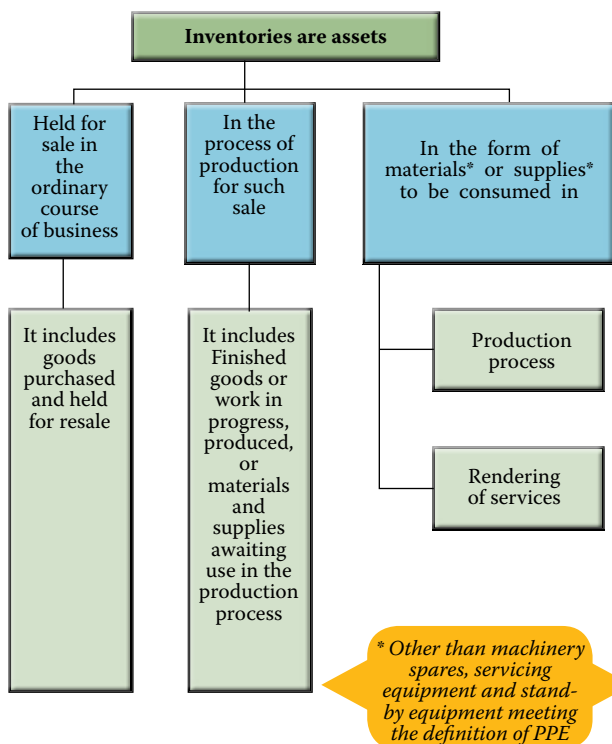 Inventories are assets
Held for
sale in
the
ordinary
course
of business
In the
process of
production
for such
sale
In the form of
materials* or supplies*
to be consumed in
It includes
goods
purchased
and held
for resale
It includes
Finished
goods or
work in
progress,
produced,
or
materials
and
supplies
awaiting
use in the
production
process
Production
process
Rendering
of services
* Other than machinery
spares, servicing
equipment and stand-
by equipment meeting
the definition of PPE